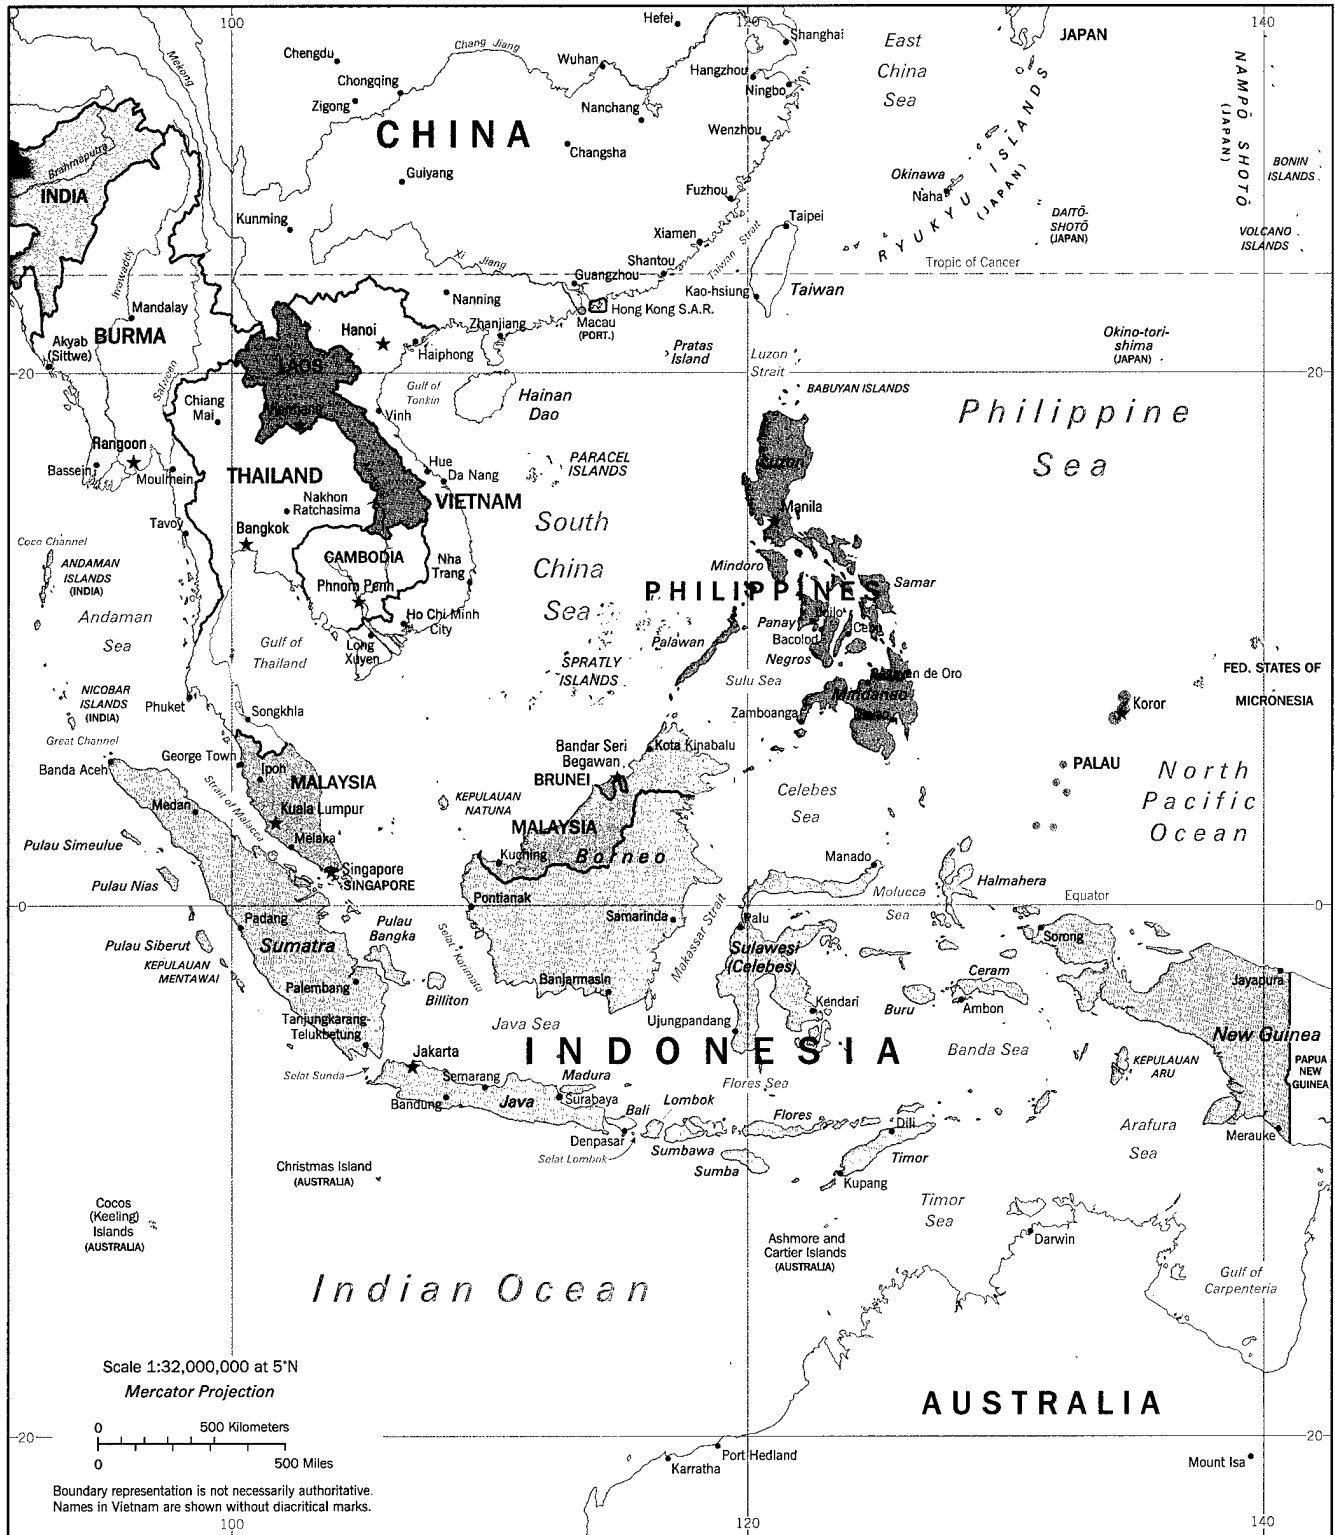 100
120
140
Hefei
Shanghai
JAPAN
East
China
Sea
Chengdu
Chang Jiang
Wuhan
Hangzhou
Ningbo
Chongqing
Zigong
Nanchang
Mekong
NAMPŌ SHOTŌ
(JAPAN)
CHINA
Wenzhou
Changsha
RYUKYU ISLANDS
(JAPAN)
BONIN
ISLANDS
Brahmaputra
INDIA
Guiyang
Fuzhou
Okinawa
Naha
Kunming
Xiamen
Taipei
DAITŌ-
SHOTŌ
(JAPAN)
VOLCANO
ISLANDS
Taiwan Strait
Xi Jiang
Shantou
Tropic of Cancer
Irrawaddy
Guangzhou
Nanning
Kao-hsiung
Taiwan
Mandalay
Hong Kong S.A.R.
Macau
(PORT.)
BURMA
Hanoi
Zhanjiang
Haiphong
Akyab
(Sittwe)
Pratas
Island
Luzon
Strait
Okino-tori-
shima
(JAPAN)
LAOS
20
20
Salween
Gulf of
Tonkin
Hainan
Dao
BABUYAN ISLANDS
Chiang
Mai
Vientiane
Vinh
Philippine
Sea
Rangoon
Bassein
Moulmein
THAILAND
Hue
Da Nang
PARACEL
ISLANDS
Luzon
VIETNAM
Nakhon
Ratchasima
Manila
Tavoy
Bangkok
South
China
Sea
Coco Channel
ANDAMAN
ISLANDS
(INDIA)
CAMBODIA
Nha
Trang
Mindoro
Phnom Penh
PHILIPPINES
Samar
Andaman
Sea
Ho Chi Minh
City
Panay
Cebu
Bacolod
Palawan
Gulf of
Thailand
Long
Xuyen
Negros
SPRATLY
ISLANDS
Sulu Sea
FED. STATES OF
MICRONESIA
NICOBAR
ISLANDS
(INDIA)
Mindanao
Phuket
Songkhla
Zamboanga
Koror
Great Channel
George Town
Banda Aceh
Ipoh
Bandar Seri
Begawan
Kota Kinabalu
BRUNEI
MALAYSIA
PALAU
North
Pacific
Ocean
Strait of Malacca
Medan
Kuala Lumpur
KEPULAUAN
NATUNA
Celebes
Sea
MALAYSIA
Melaka
Pulau Simeulue
Kuching
Borneo
Manado
Singapore
SINGAPORE
Pulau Nias
Halmahera
Molucca
Sea
Equator
Pontianak
0
0
Padang
Samarinda
Palu
Makassar Strait
Sorong
Pulau
Bangka
Selat Karimata
Pulau Siberut
Sumatra
Sulawesi
(Celebes)
KEPULAUAN
MENTAWAI
Palembang
Billiton
Banjarmasin
Ceram
Jayapura
Kendari
Buru
Ambon
Tanjungkarang-
Telukbetung
Java Sea
Ujungpandang
New Guinea
INDONESIA
Banda Sea
Jakarta
KEPULAUAN
ARU
PAPUA
NEW
GUINEA
Selat Sunda
Semarang
Madura
Flores Sea
Bandung
Java
Surabaya
Bali
Lombok
Flores
Dili
Arafura
Sea
Merauke
Denpasar
Selat Lombok
Sumbawa
Sumba
Timor
Kupang
Christmas Island
(AUSTRALIA)
Cocos
(Keeling)
Islands
(AUSTRALIA)
Timor
Sea
Darwin
Ashmore and
Cartier Islands
(AUSTRALIA)
Gulf of
Carpenteria
Indian Ocean
Scale 1:32,000,000 at 5°N
Mercator Projection
AUSTRALIA
0 500 Kilometers
0 500 Miles
20
20
Port Hedland
Karratha
Mount Isa
Boundary representation is not necessarily authoritative.
Names in Vietnam are shown without diacritical marks.
100
120
140